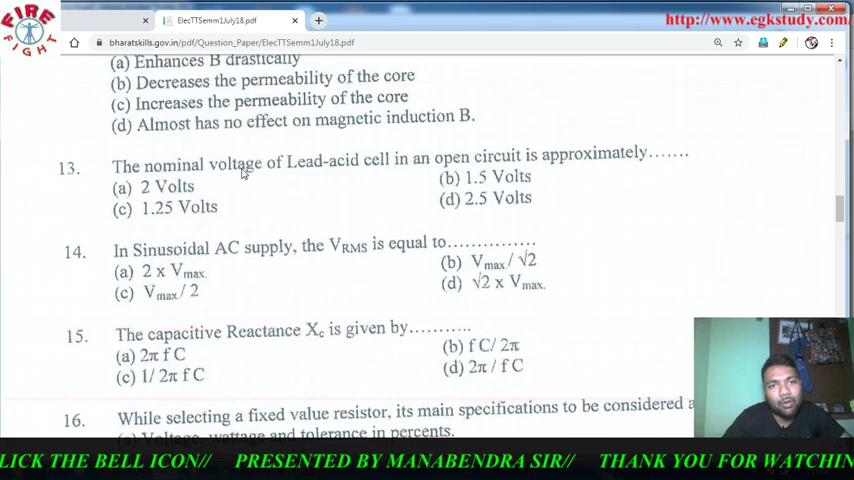 FIRE
FIGHT
ElecTTSemm1July18.pdf
http://www.egkstudy.com
bharatskills.gov.in/pdf/Question_Paper/ElecTTSemm1July18.pdf
(a) Enhances B drastically
(b) Decreases the permeability of the core
(c) Increases the permeability of the core
(d) Almost has no effect on magnetic induction B.
13. The nominal voltage of Lead-acid cell in an open circuit is approximately…….
(a) 2 Volts (b) 1.5 Volts
(c) 1.25 Volts (d) 2.5 Volts
14. In Sinusoidal AC supply, the VRMS is equal to……………
(a) 2 x Vmax. (b) Vmax / √2
(c) Vmax / 2 (d) √2 x Vmax.
15. The capacitive Reactance Xc is given by………..
(a) 2π f C (b) f C/ 2π
(c) 1/ 2π f C (d) 2π / f C
16. While selecting a fixed value resistor, its main specifications to be considered a
(a) Voltage, wattage and tolerance in percents.
LICK THE BELL ICON// PRESENTED BY MANABENDRA SIR// THANK YOU FOR WATCHIN